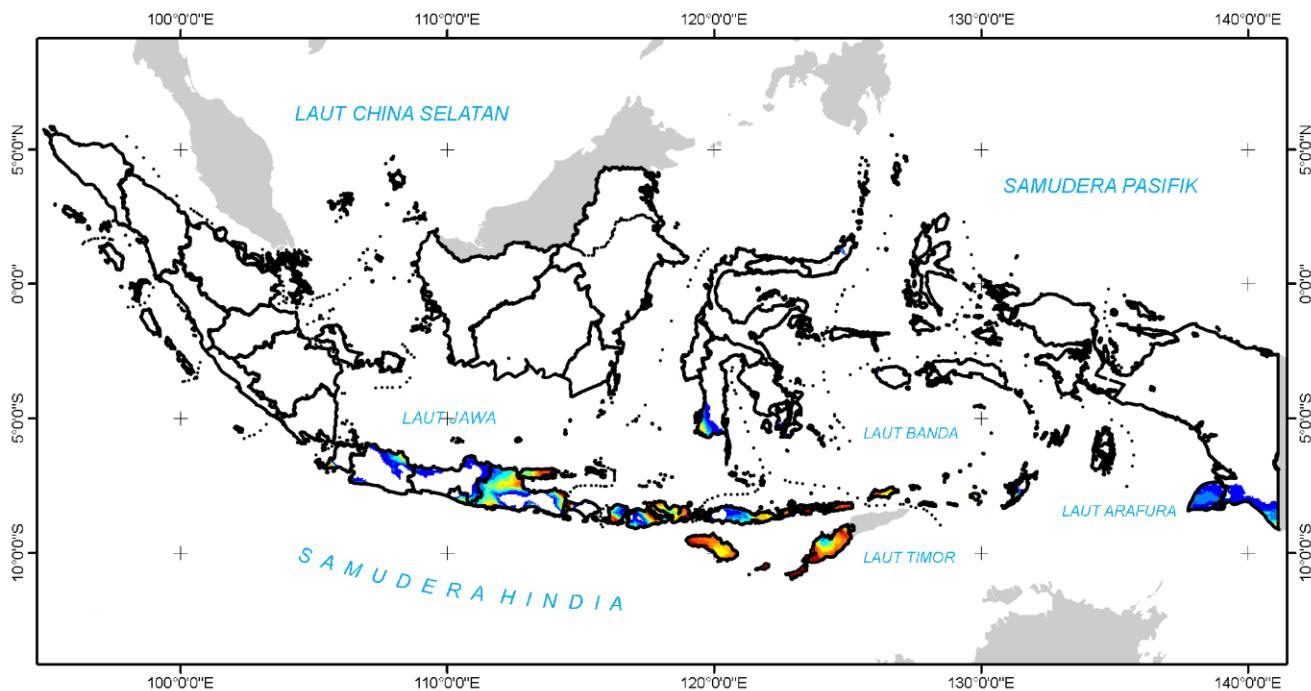 100°0'0"E 110°0'0"E 120°0'0"E 130°0'0"E 140°0'0"E
LAUT CHINA SELATAN
5°0'0"N 5°0'0"N
SAMUDERA PASIFIK
0°0'0" 0°0'0"
LAUT JAWA
LAUT BANDA
5°0'0"S 5°0'0"S
LAUT ARAFURA
10°0'0"S 10°0'0"S
LAUT TIMOR
SAMUDERA HINDIA
100°0'0"E 110°0'0"E 120°0'0"E 130°0'0"E 140°0'0"E